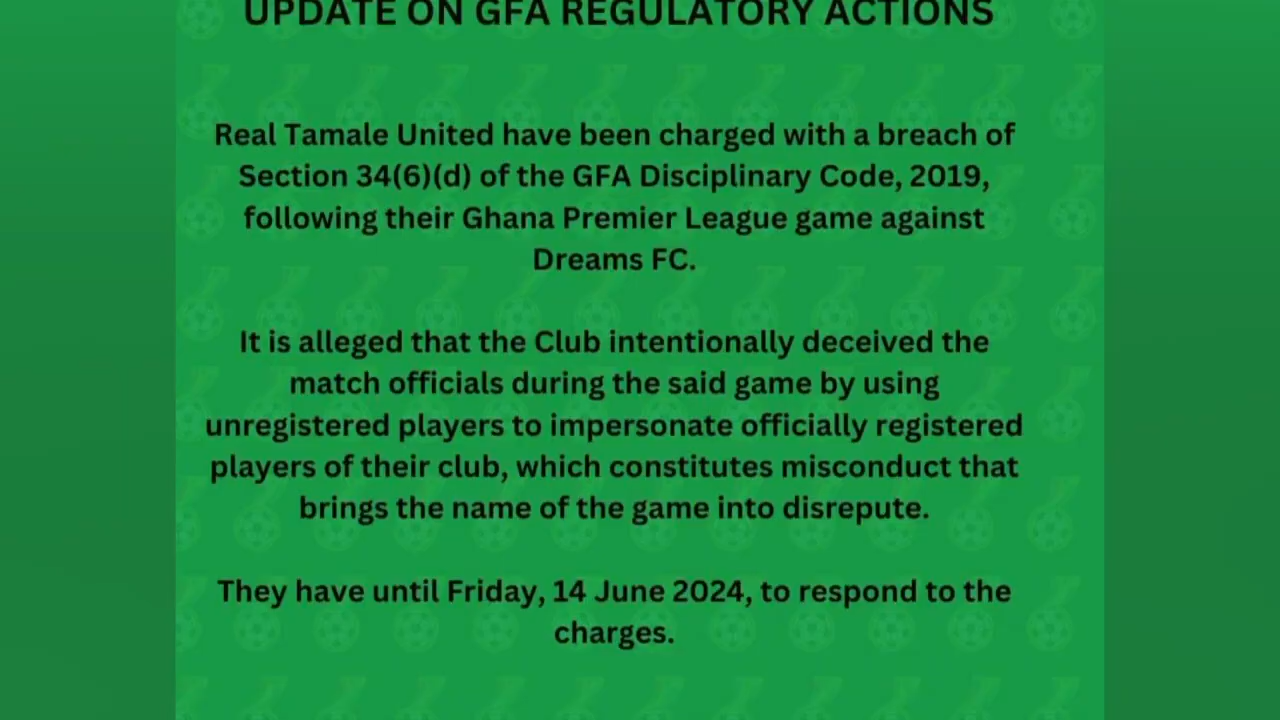 UPDATE ON GFA REGULATORY ACTIONS
Real Tamale United have been charged with a breach of
Section 34(6)(d) of the GFA Disciplinary Code, 2019,
following their Ghana Premier League game against
Dreams FC.
It is alleged that the Club intentionally deceived the
match officials during the said game by using
unregistered players to impersonate officially registered
players of their club, which constitutes misconduct that
brings the name of the game into disrepute.
They have until Friday, 14 June 2024, to respond to the
charges.